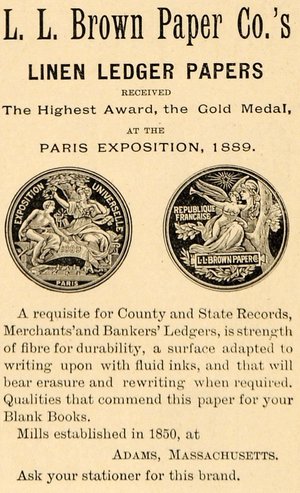 L. L. Brown Paper Co.'s
LINEN LEDGER PAPERS
RECEIVED
The Highest Award, the Gold Medal,
AT THE
PARIS EXPOSITION, 1889.
EXPOSITION UNIVERSELLE
1889
PARIS
REPUBLIQUE
FRANÇAISE
L.L. BROWN PAPER Co
A requisite for County and State Records,
Merchants' and Bankers' Ledgers, is strength
of fibre for durability, a surface adapted to
writing upon with fluid inks, and that will
bear erasure and rewriting when required.
Qualities that commend this paper for your
Blank Books.
Mills established in 1850, at
ADAMS, MASSACHUSETTS.
Ask your stationer for this brand.